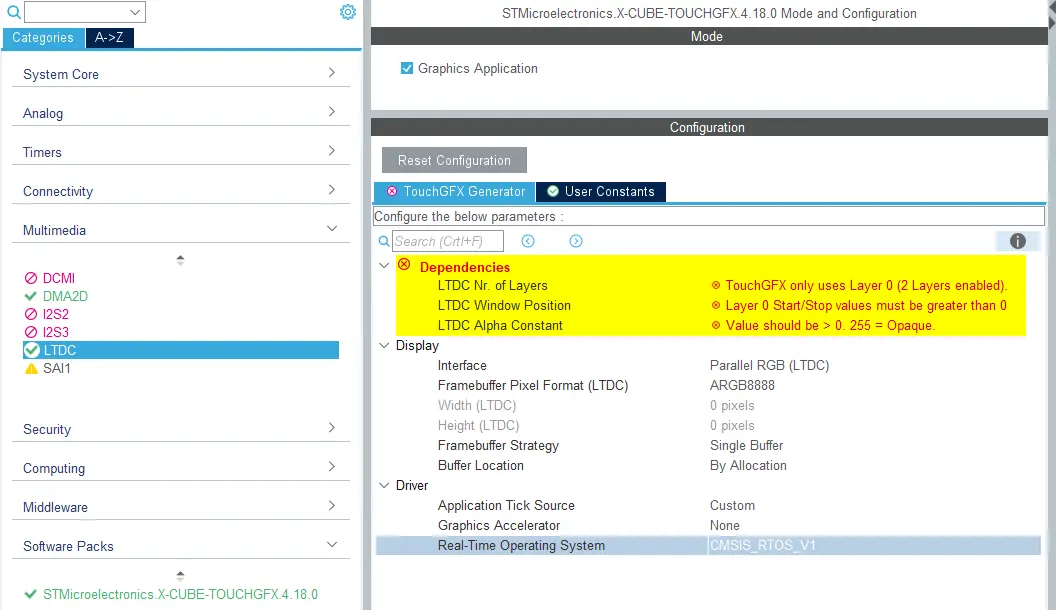 Categories A->Z
System Core
Analog
Timers
Connectivity
Multimedia
DCMI
DMA2D
I2S2
I2S3
LTDC
SAI1
Security
Computing
Middleware
Software Packs
STMicroelectronics.X-CUBE-TOUCHGFX.4.18.0
STMicroelectronics.X-CUBE-TOUCHGFX.4.18.0 Mode and Configuration
Mode
Graphics Application
Configuration
Reset Configuration
TouchGFX Generator User Constants
Configure the below parameters :
Search (Crtl+F)
Dependencies
LTDC Nr. of Layers TouchGFX only uses Layer 0 (2 Layers enabled).
LTDC Window Position Layer 0 Start/Stop values must be greater than 0
LTDC Alpha Constant Value should be > 0. 255 = Opaque.
Display
Interface Parallel RGB (LTDC)
Framebuffer Pixel Format (LTDC) ARGB8888
Width (LTDC) 0 pixels
Height (LTDC) 0 pixels
Framebuffer Strategy Single Buffer
Buffer Location By Allocation
Driver
Application Tick Source Custom
Graphics Accelerator None
Real-Time Operating System CMSIS_RTOS_V1